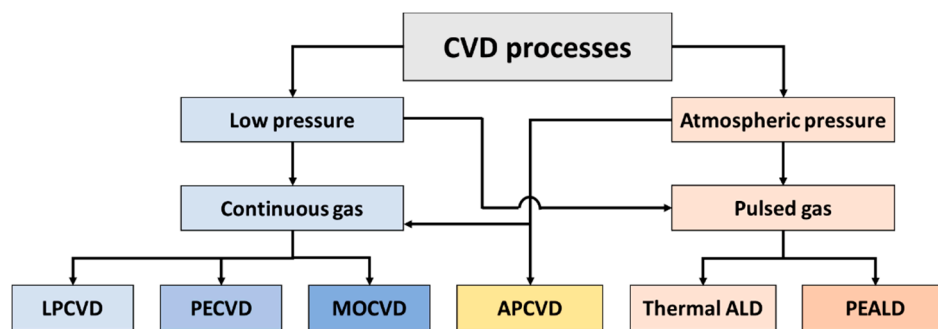 CVD processes
Low pressure
Atmospheric pressure
Continuous gas
Pulsed gas
LPCVD
PECVD
MOCVD
APCVD
Thermal ALD
PEALD